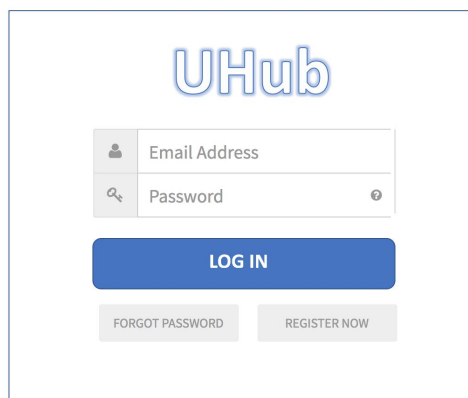 UHub
Email Address
Password
LOG IN
FORGOT PASSWORD REGISTER NOW